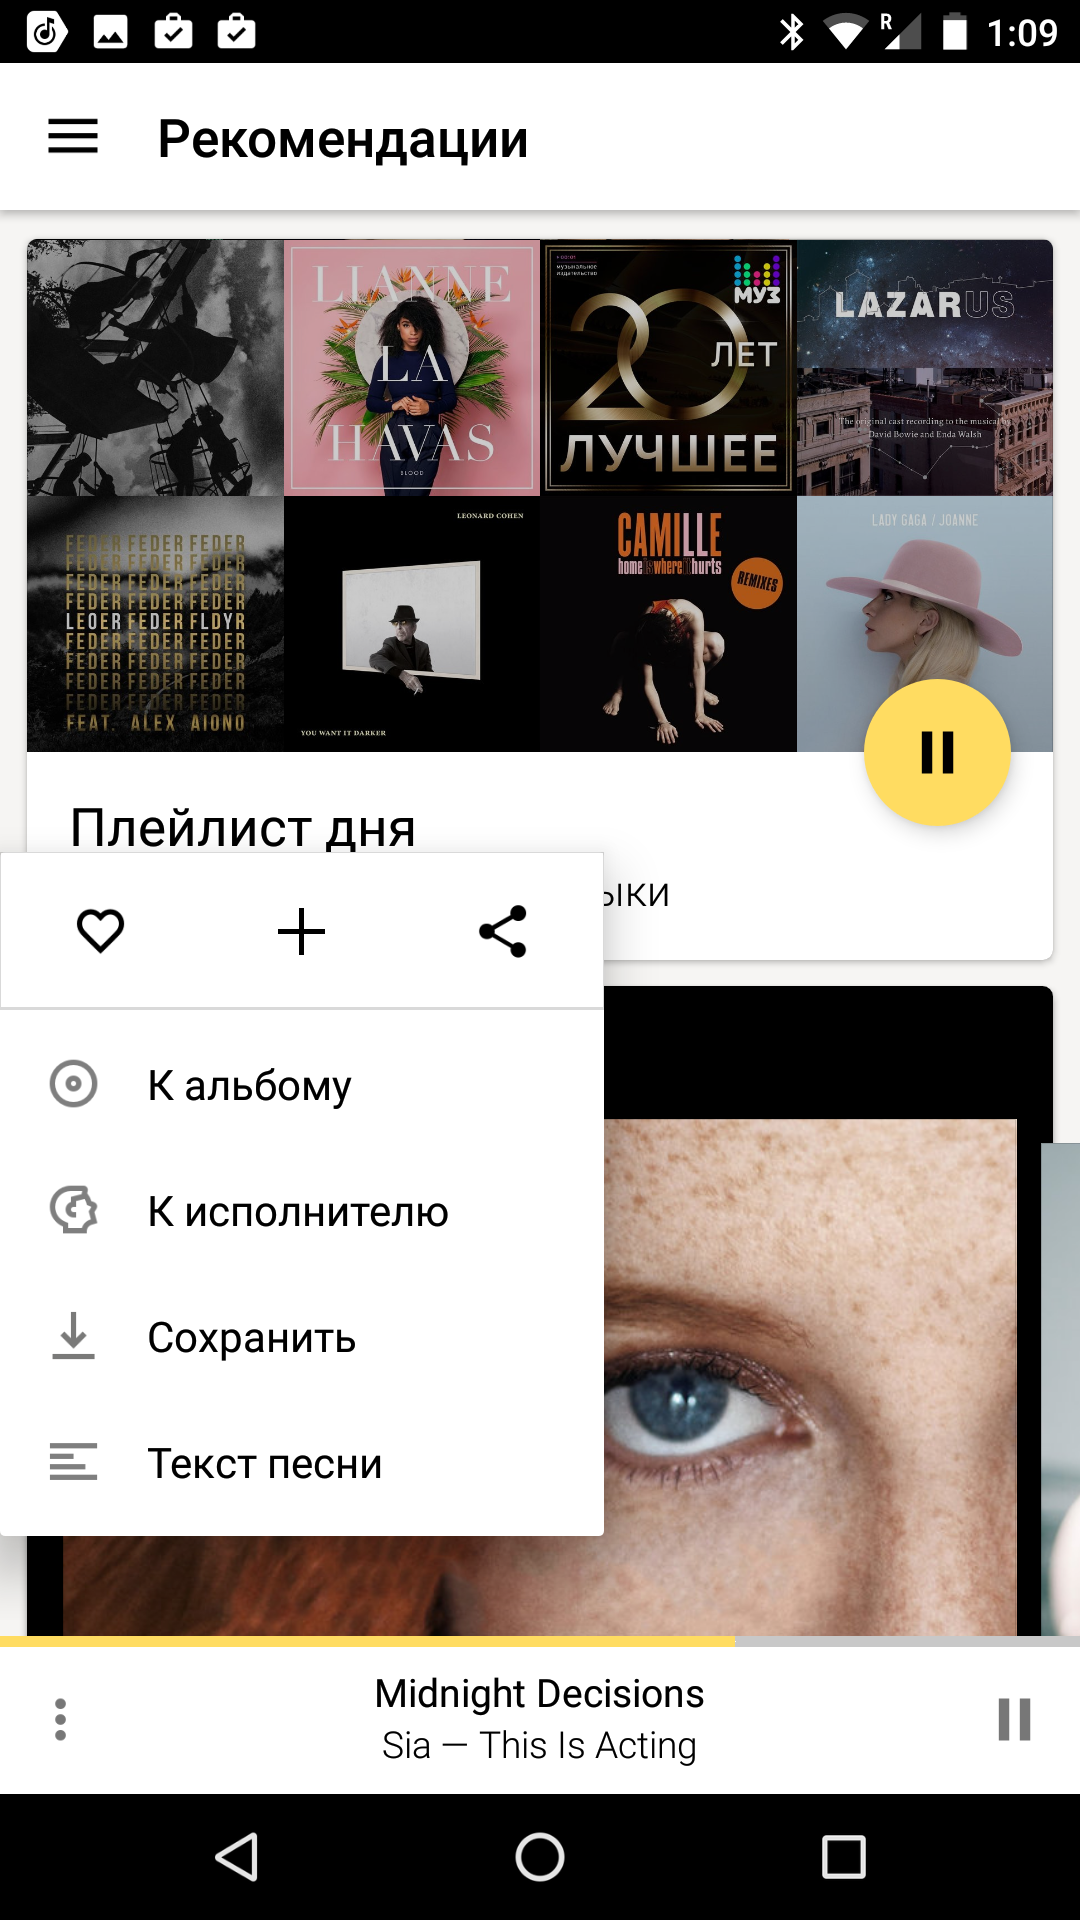 R 1:09
Рекомендации
LIANNE
LA
HAVAS
BLOOD
музыкальное
издательство
МУЗ
20
ЛЕТ
ЛУЧШЕЕ
LAZARUS
The original cast recording to the musical by
David Bowie and Enda Walsh
FEDER FEDER FEDER
FEDER FEDER FEDER
FEDER FEDER FEDER
FEDER FEDER FEDER
LEOER FEDER FLDYR
FEDER FEDER FEDER
FEDER FEDER FEDER
FEDER FEDER FEDER
FEDER FEDER FEDER
FEAT. ALEX AIONO
LEONARD COHEN
YOU WANT IT DARKER
CAMILLE
home is where it hurts
REMIXES
LADY GAGA / JOANNE
Плейлист дня
ыки
К альбому
К исполнителю
Сохранить
Текст песни
Midnight Decisions
Sia — This Is Acting